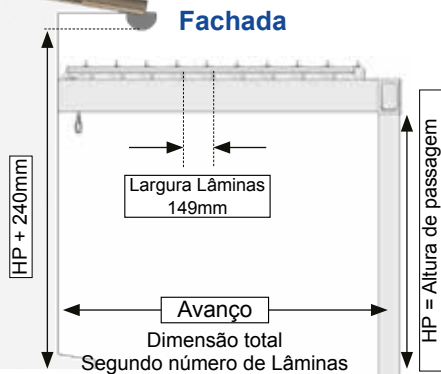 Fachada
Largura Lâminas
149mm
HP + 240mm
HP = Altura de passagem
Avanço
Dimensão total
Segundo número de Lâminas